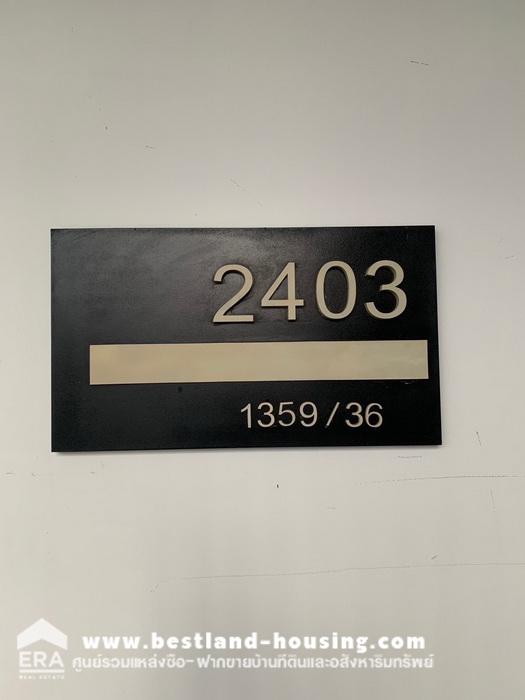 2403
1359/36
www.bestland-housing.com
ERA
REAL ESTATE
ศูนย์รวมแหล่งซื้อ-ฝากขายบ้านที่ดินและอสังหาริมทรัพย์